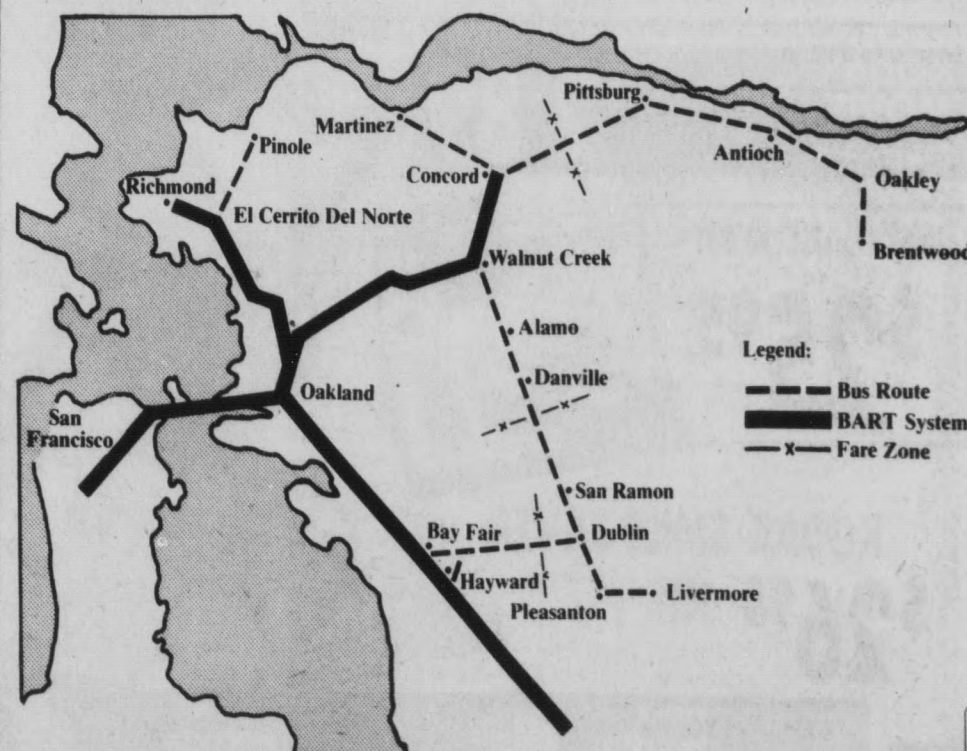 Pittsburg
Martinez
Pinole
Antioch
Concord
Richmond
Oakley
El Cerrito Del Norte
Brentwood
Walnut Creek
Alamo
Legend:
Danville
Bus Route
Oakland
San
Francisco
BART System
Fare Zone
San Ramon
Bay Fair
Dublin
Hayward
Pleasanton
Livermore